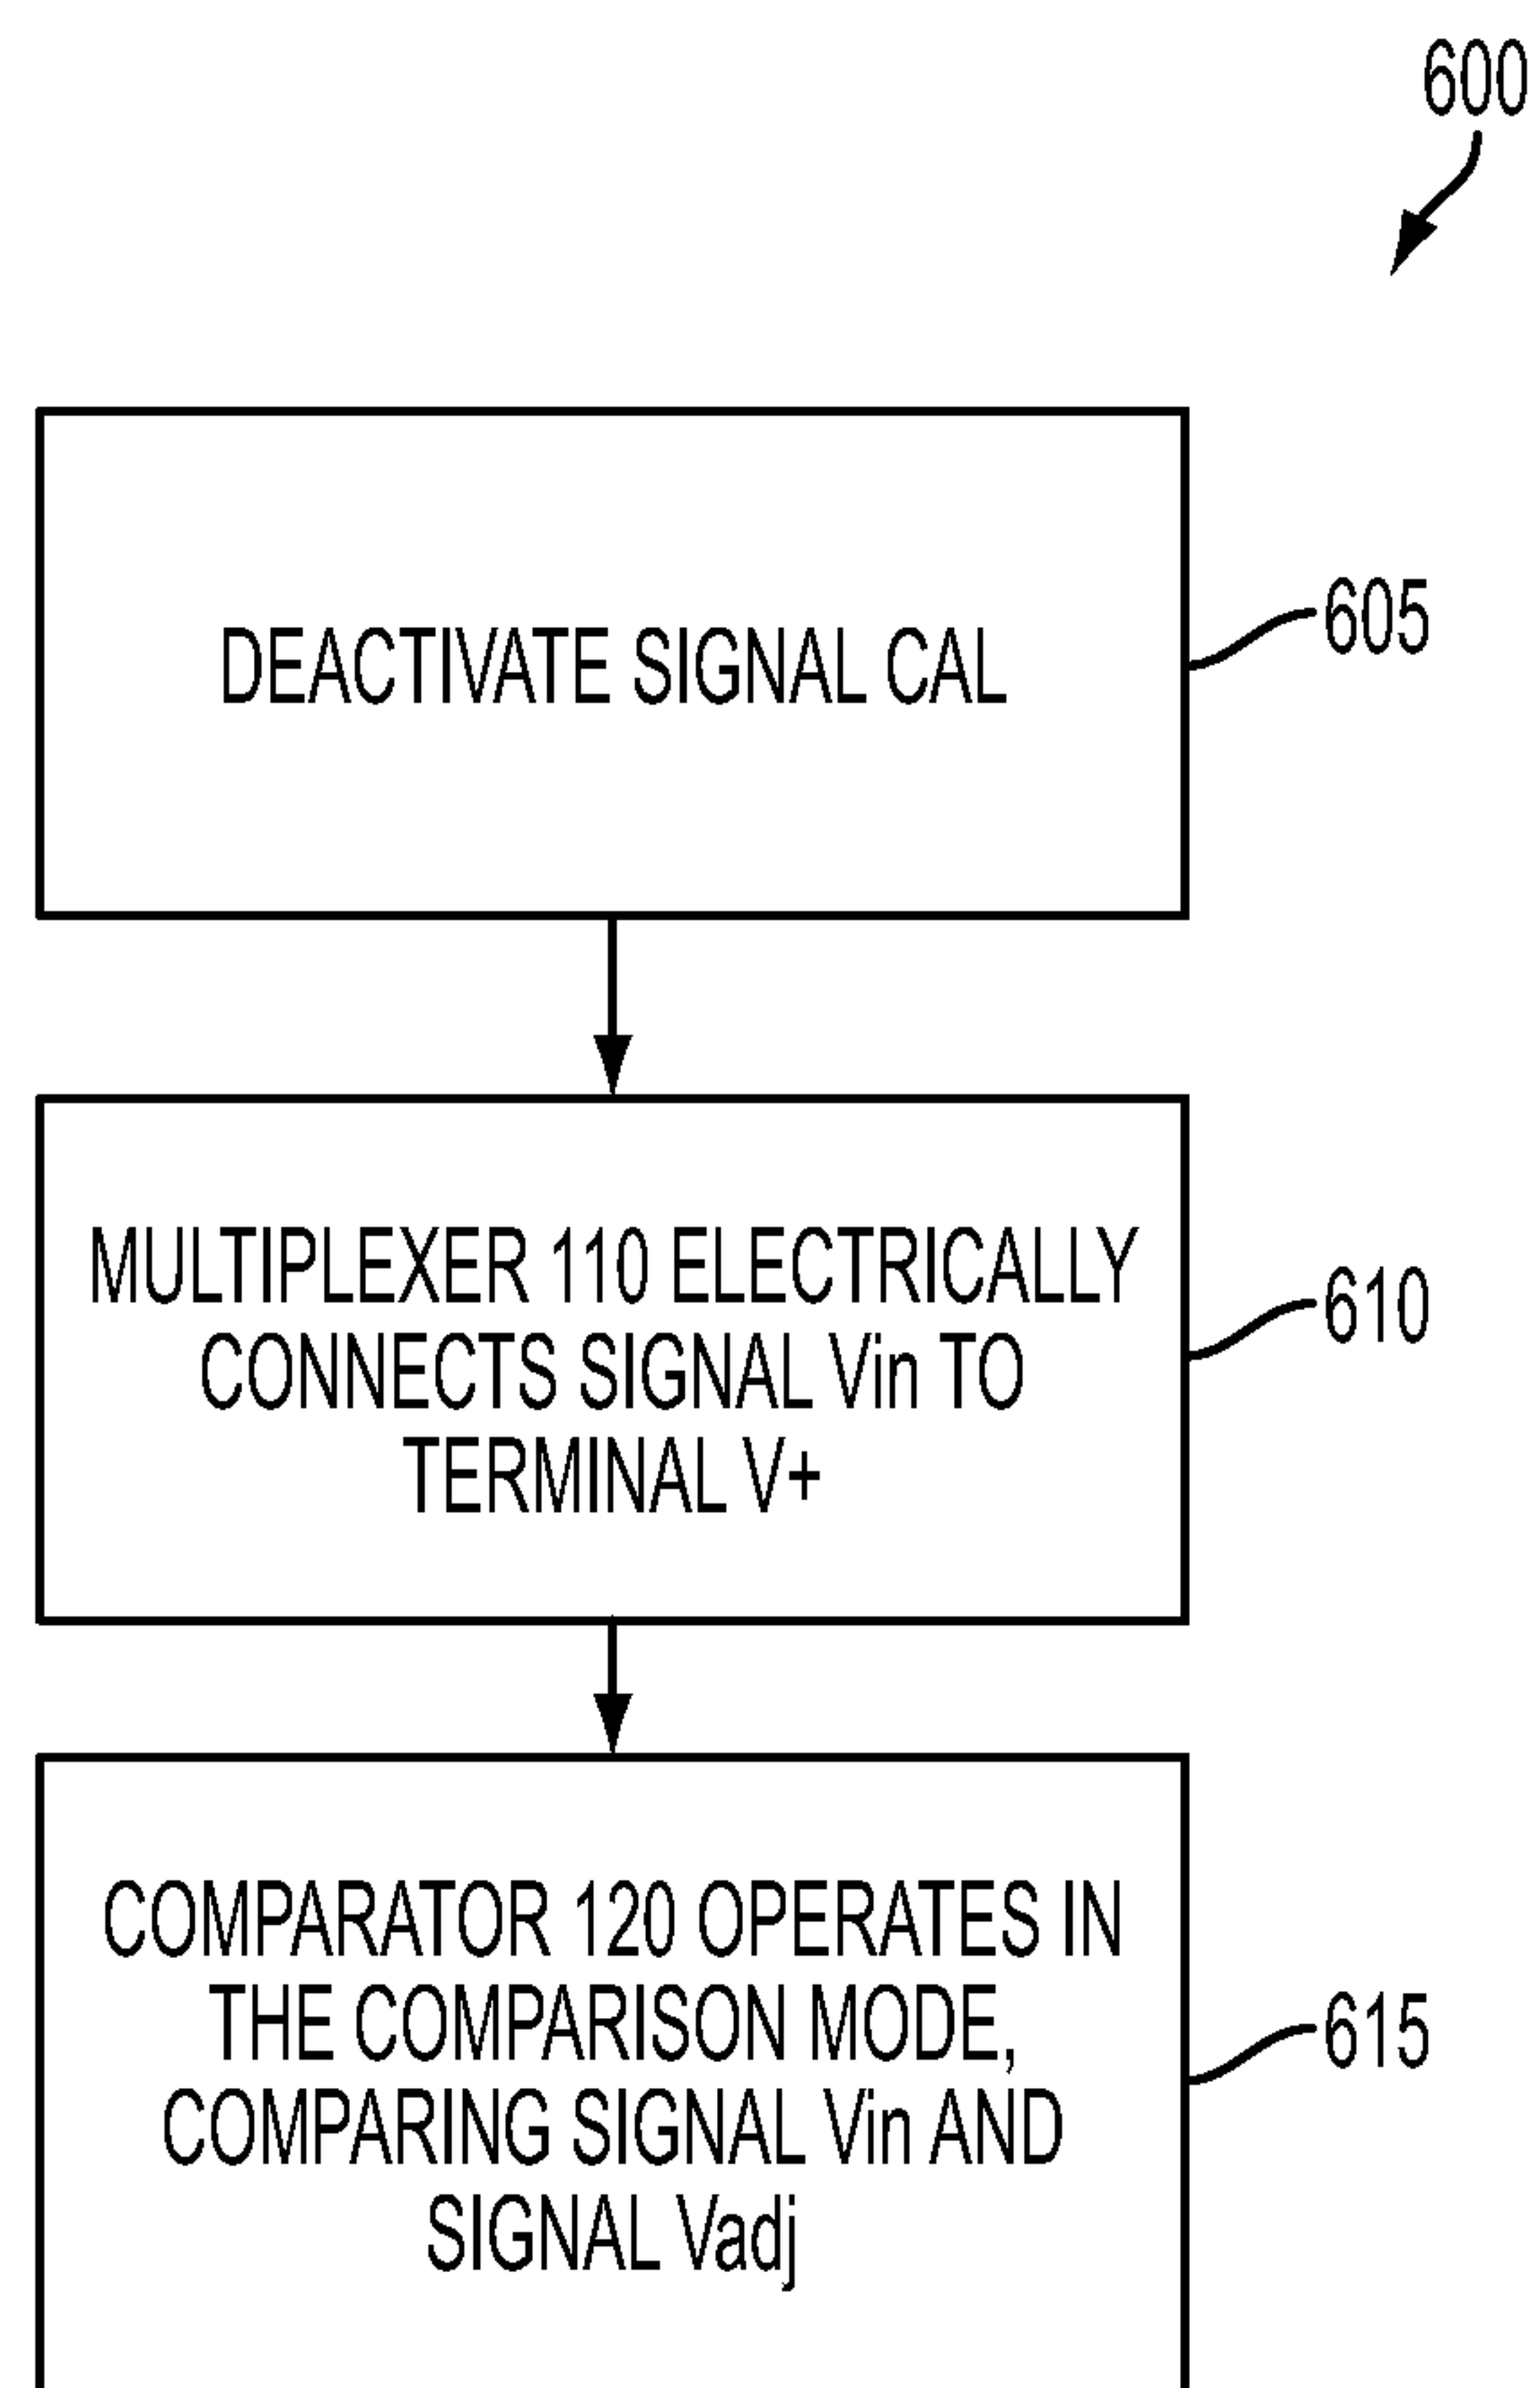 600
DEACTIVATE SIGNAL CAL
605
MULTIPLEXER 110 ELECTRICALLY
CONNECTS SIGNAL Vin TO
TERMINAL V+
610
COMPARATOR 120 OPERATES IN
THE COMPARISON MODE,
COMPARING SIGNAL Vin AND
SIGNAL Vadj
615